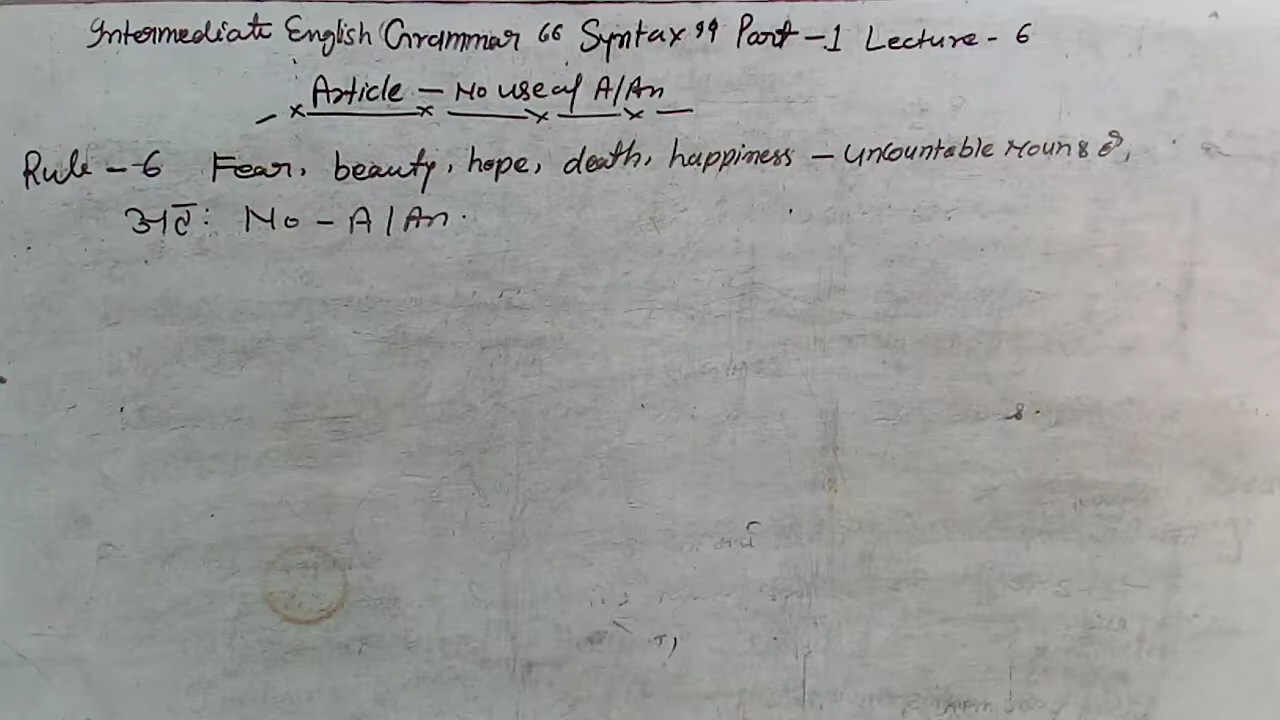 Intermediate English Grammar "Syntax" Part -1 Lecture - 6
Article - No use of A/An
Rule - 6 Fear, beauty, hope, death, happiness - Uncountable Nouns है,
अतः No - A/An.